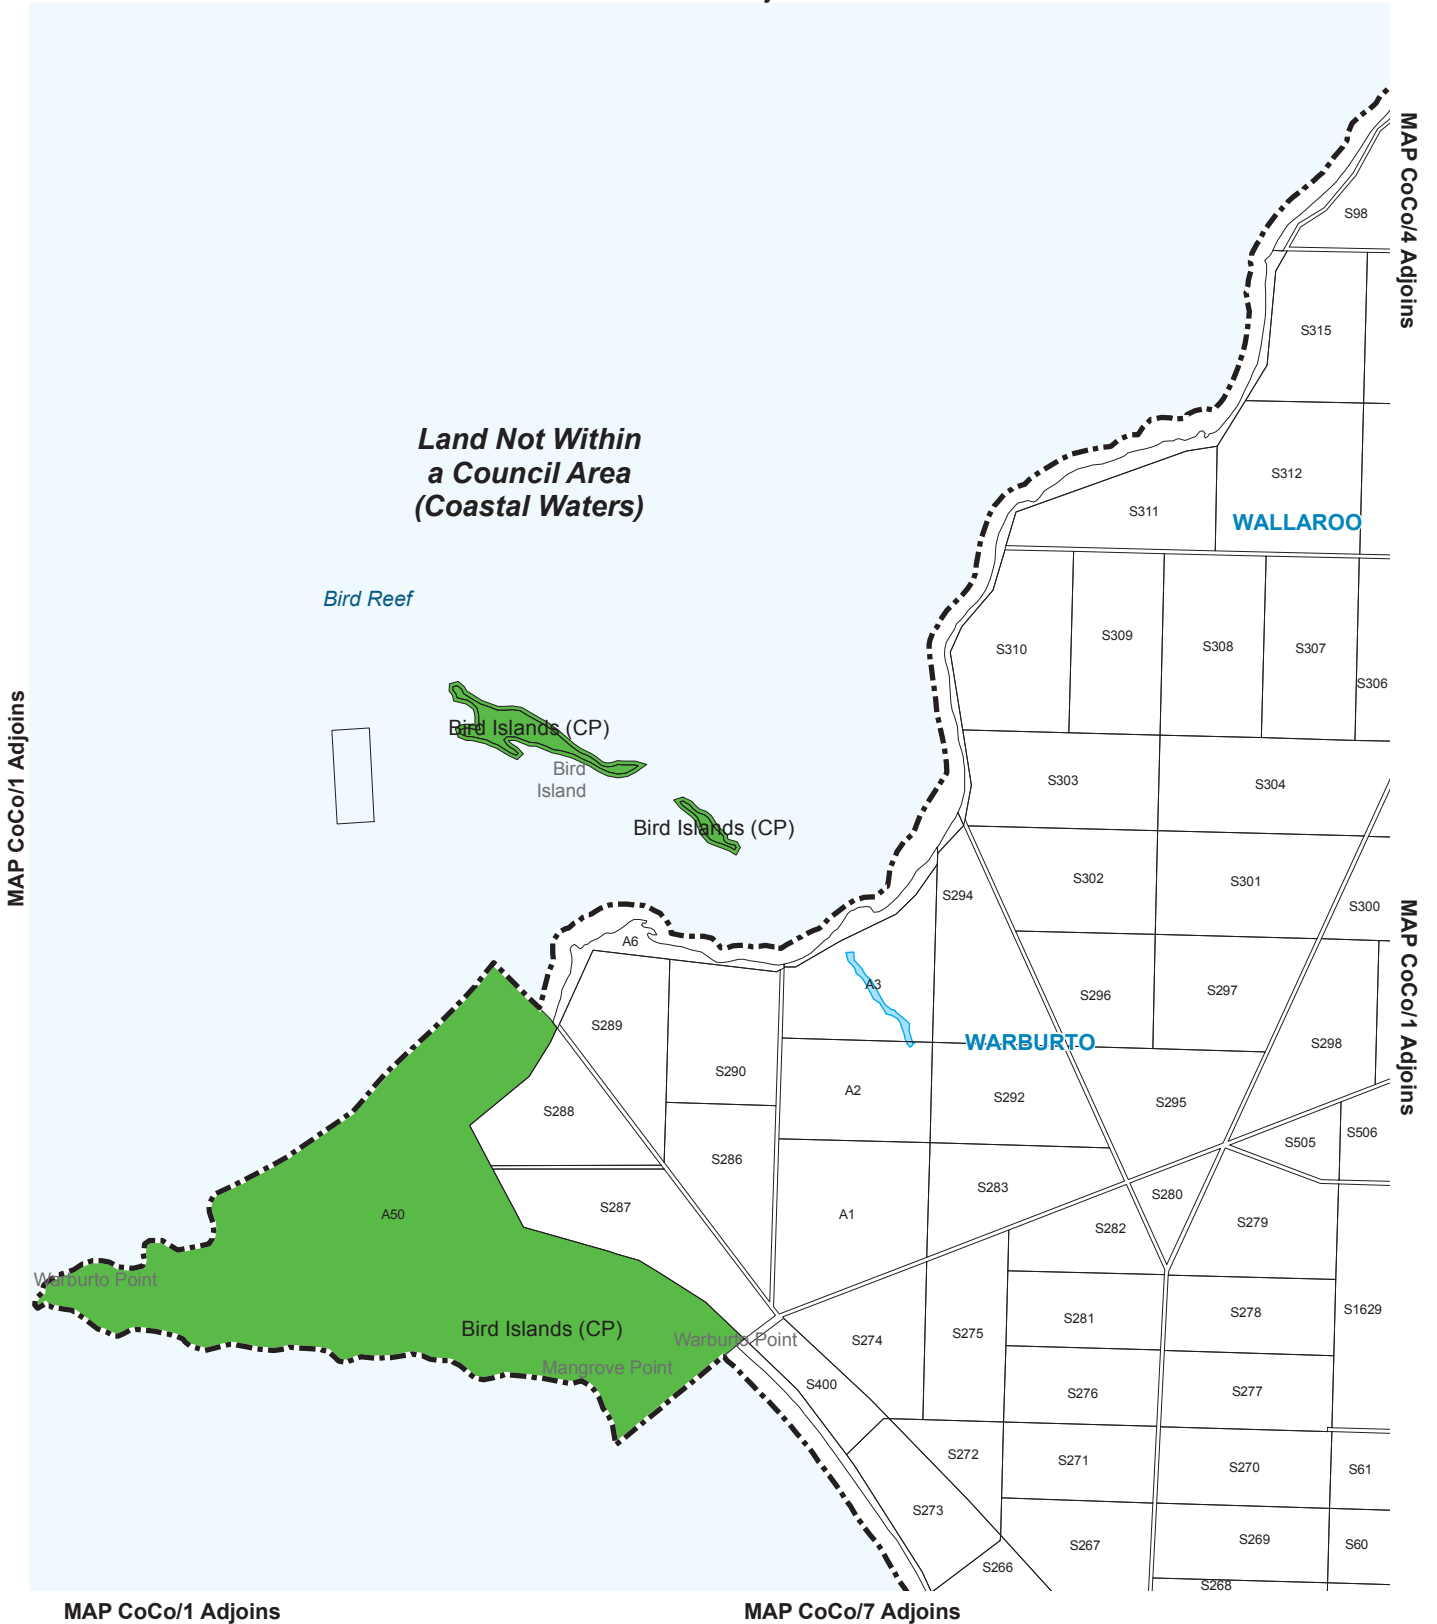 S98
MAP CoCo/4 Adjoins
S315
Land Not Within
a Council Area
(Coastal Waters)
S312
S311
WALLAROO
Bird Reef
S310
S309
S308
S307
S306
MAP CoCo/1 Adjoins
Bird Islands (CP)
Bird
Island
S303
S304
Bird Islands (CP)
S302
S301
S294
S300
A6
MAP CoCo/1 Adjoins
A3
S296
S297
S289
WARBURTO
S298
S290
A2
S292
S295
S288
S505
S506
S286
S283
S280
S287
A50
A1
S282
S279
Warburto Point
S281
S278
S1629
Bird Islands (CP)
Warburto Point
S274
S275
Mangrove Point
S400
S276
S277
S272
S271
S270
S61
S273
S267
S269
S60
S266
S268
MAP CoCo/1 Adjoins
MAP CoCo/7 Adjoins